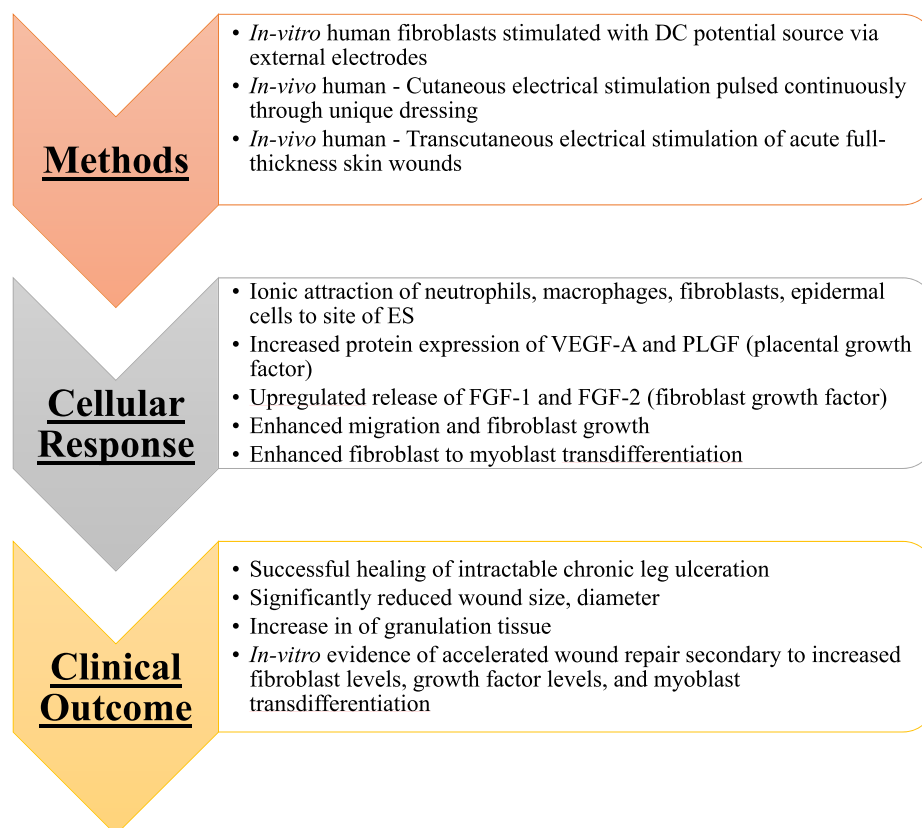 Methods
• In-vitro human fibroblasts stimulated with DC potential source via
external electrodes
• In-vivo human - Cutaneous electrical stimulation pulsed continuously
through unique dressing
• In-vivo human - Transcutaneous electrical stimulation of acute full-
thickness skin wounds
Cellular
Response
• Ionic attraction of neutrophils, macrophages, fibroblasts, epidermal
cells to site of ES
• Increased protein expression of VEGF-A and PLGF (placental growth
factor)
• Upregulated release of FGF-1 and FGF-2 (fibroblast growth factor)
• Enhanced migration and fibroblast growth
• Enhanced fibroblast to myoblast transdifferentiation
Clinical
Outcome
• Successful healing of intractable chronic leg ulceration
• Significantly reduced wound size, diameter
• Increase in of granulation tissue
• In-vitro evidence of accelerated wound repair secondary to increased
fibroblast levels, growth factor levels, and myoblast
transdifferentiation